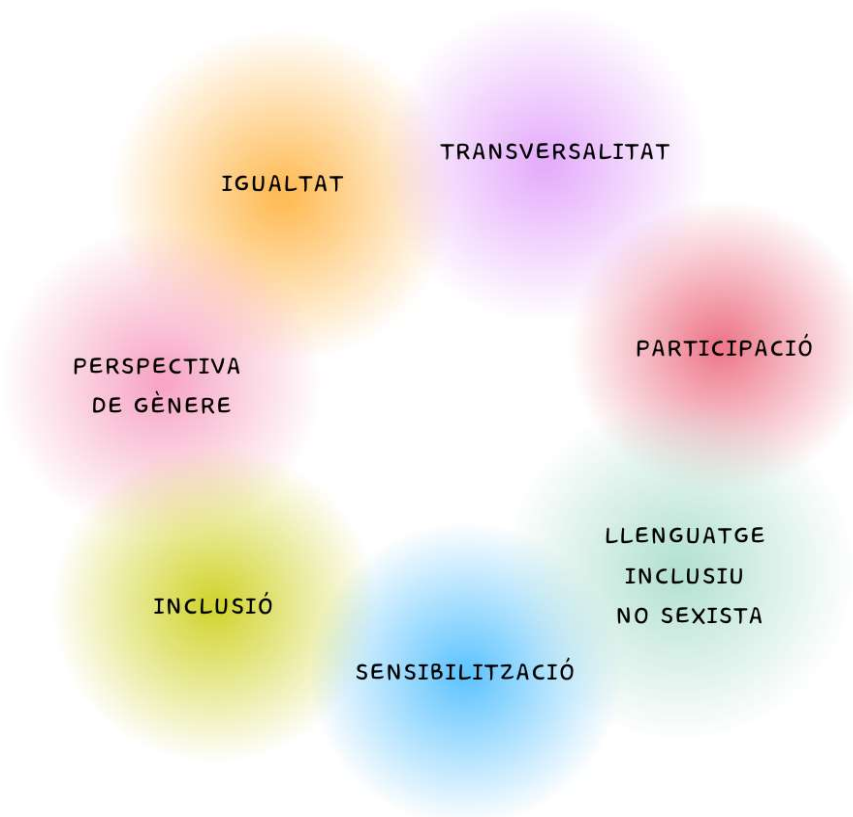 TRANSVERSALITAT
IGUALTAT
PARTICIPACIÓ
PERSPECTIVA
DE GÈNERE
LLENGUATGE
INCLUSIU
NO SEXISTA
INCLUSIÓ
SENSIBILITZACIÓ